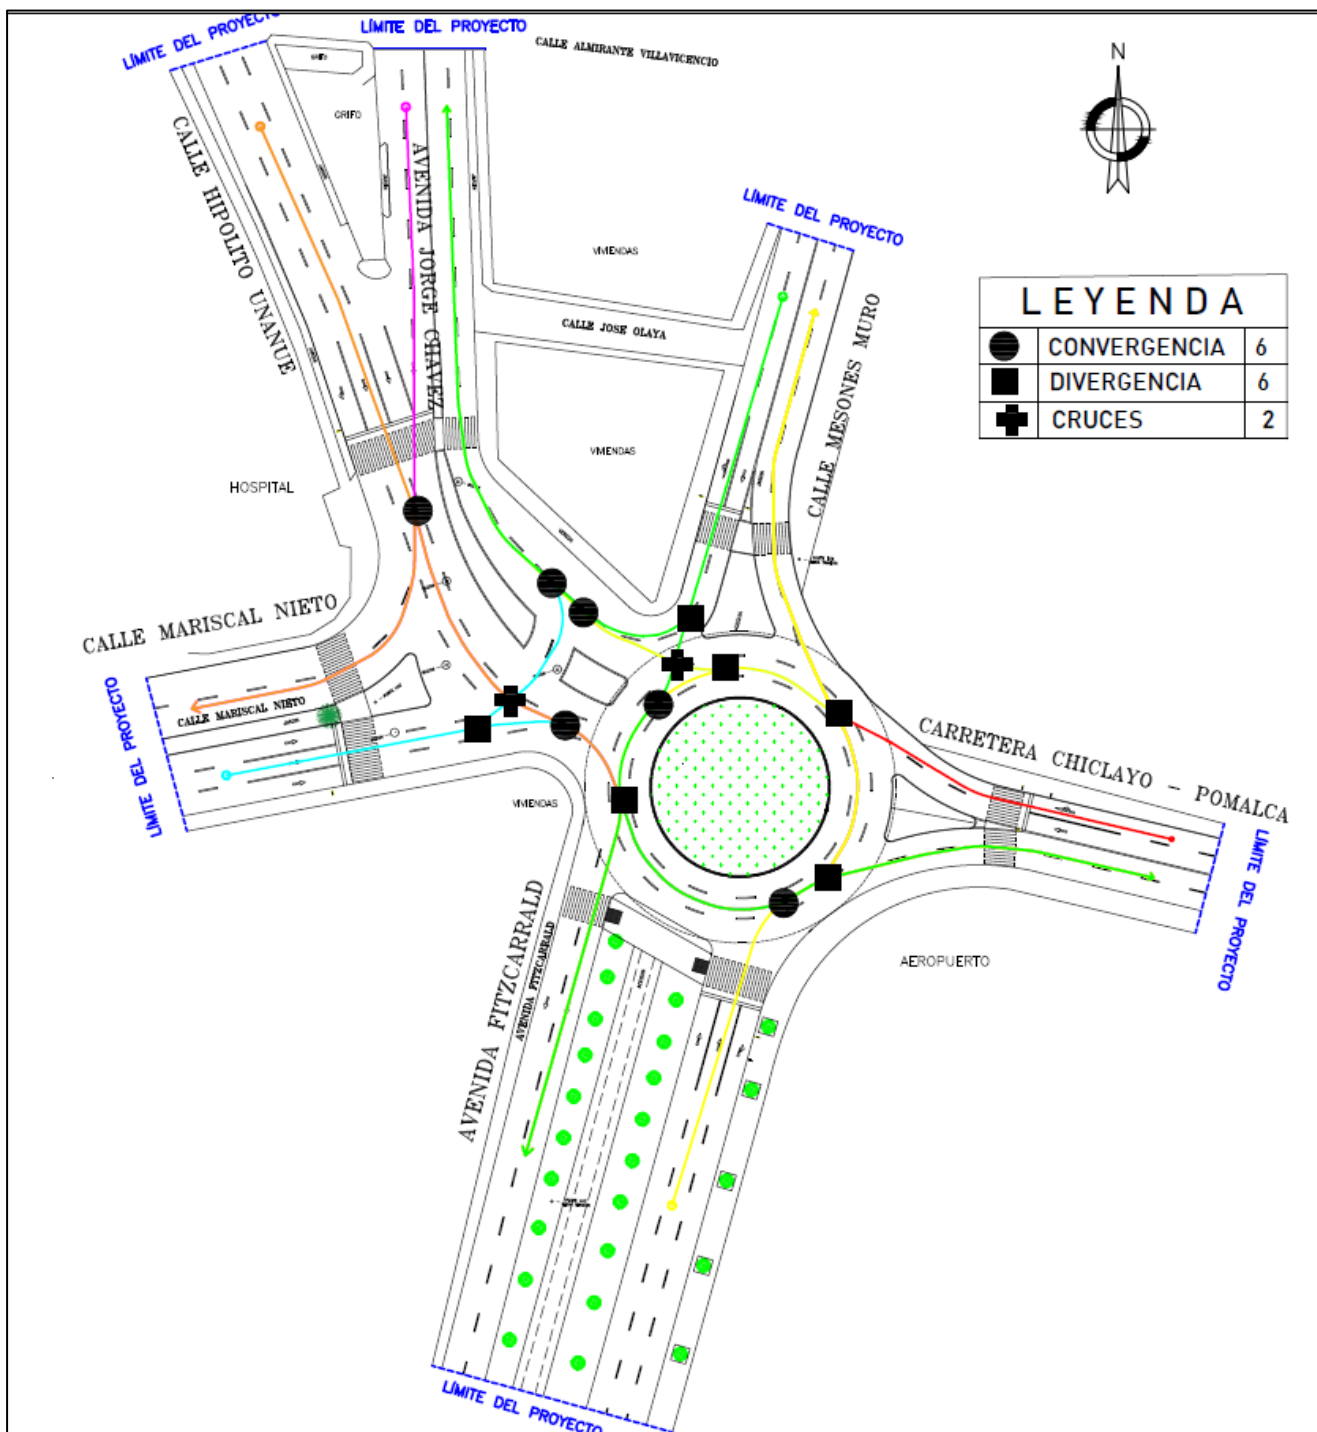 LÍMITE DEL PROYECTO
LÍMITE DEL PROYECTO
CALLE ALMIRANTE VILLAVICENCIO
N
GRIFO
CALLE HIPOLITO UNANUE
AVENIDA JORGE CHAVEZ
LÍMITE DEL PROYECTO
VIVIENDAS
CALLE JOSE OLAYA
CALLE MESONES MURO
LEYENDA
CONVERGENCIA 6
DIVERGENCIA 6
CRUCES 2
VIVIENDAS
HOSPITAL
CALLE MARISCAL NIETO
CALLE MARISCAL NIETO
LÍMITE DEL PROYECTO
CARRETERA CHICLAYO - POMALCA
VIVIENDAS
LÍMITE DEL PROYECTO
AVENIDA FITZCARRALD
AVENIDA FITZCARRALD
AEROPUERTO
LÍMITE DEL PROYECTO